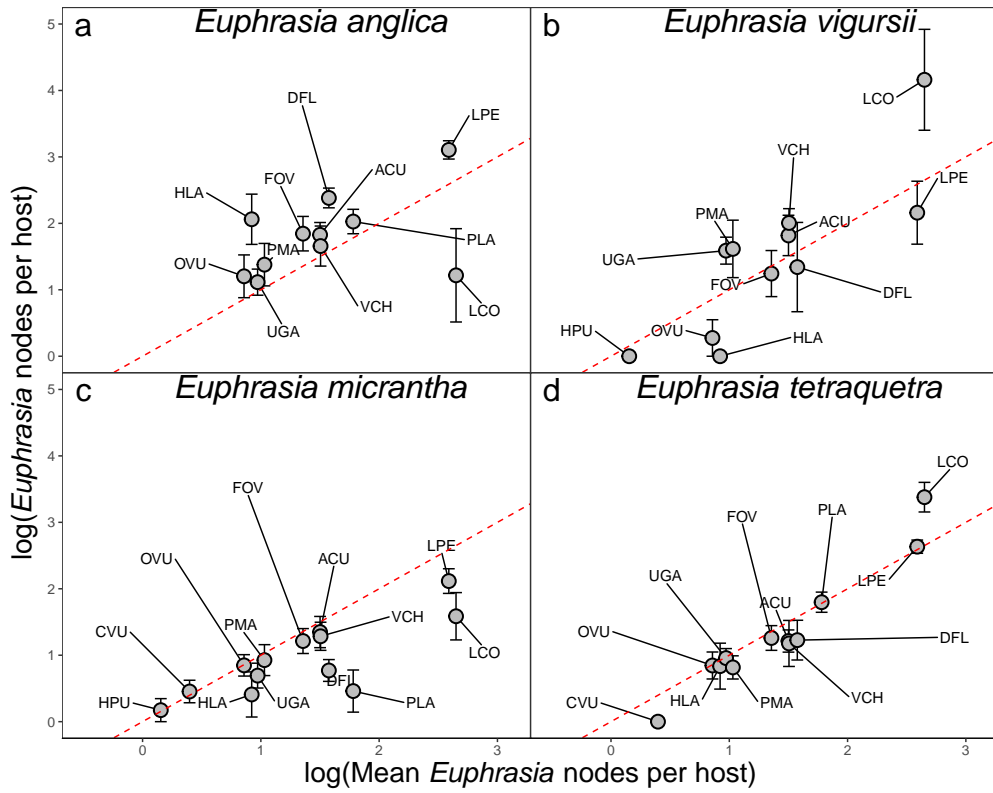 a Euphrasia anglica
b Euphrasia vigursii
5
4
3
2
1
0
DFL
LPE
ACU
FOV
HLA
PMA
PLA
OVU
UGA
VCH
LCO
LCO
VCH
LPE
PMA
ACU
UGA
FOV
DFL
HPU
OVU
HLA
c Euphrasia micrantha
d Euphrasia tetraquetra
5
4
3
2
1
0
FOV
ACU
LPE
OVU
VCH
PMA
CVU
LCO
DFL
HPU
HLA
UGA
PLA
LCO
PLA
FOV
UGA
LPE
ACU
OVU
DFL
HLA
PMA
VCH
CVU
0 1 2 3
0 1 2 3
log(Mean Euphrasia nodes per host)
log(Euphrasia nodes per host)